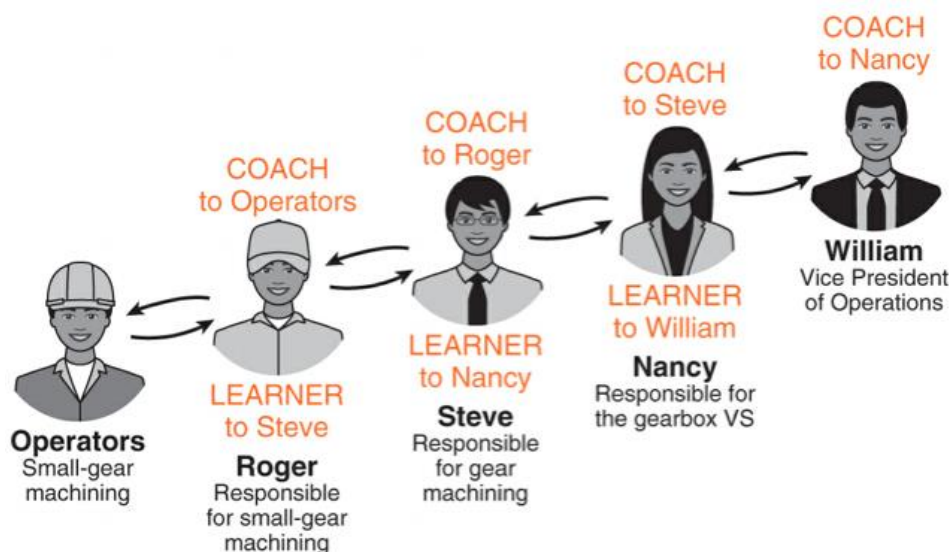 COACH
to Nancy
William
Vice President
of Operations
COACH
to Steve
LEARNER
to William
Nancy
Responsible for
the gearbox VS
COACH
to Roger
LEARNER
to Nancy
Steve
Responsible
for gear
machining
COACH
to Operators
LEARNER
to Steve
Roger
Responsible
for small-gear
machining
Operators
Small-gear
machining